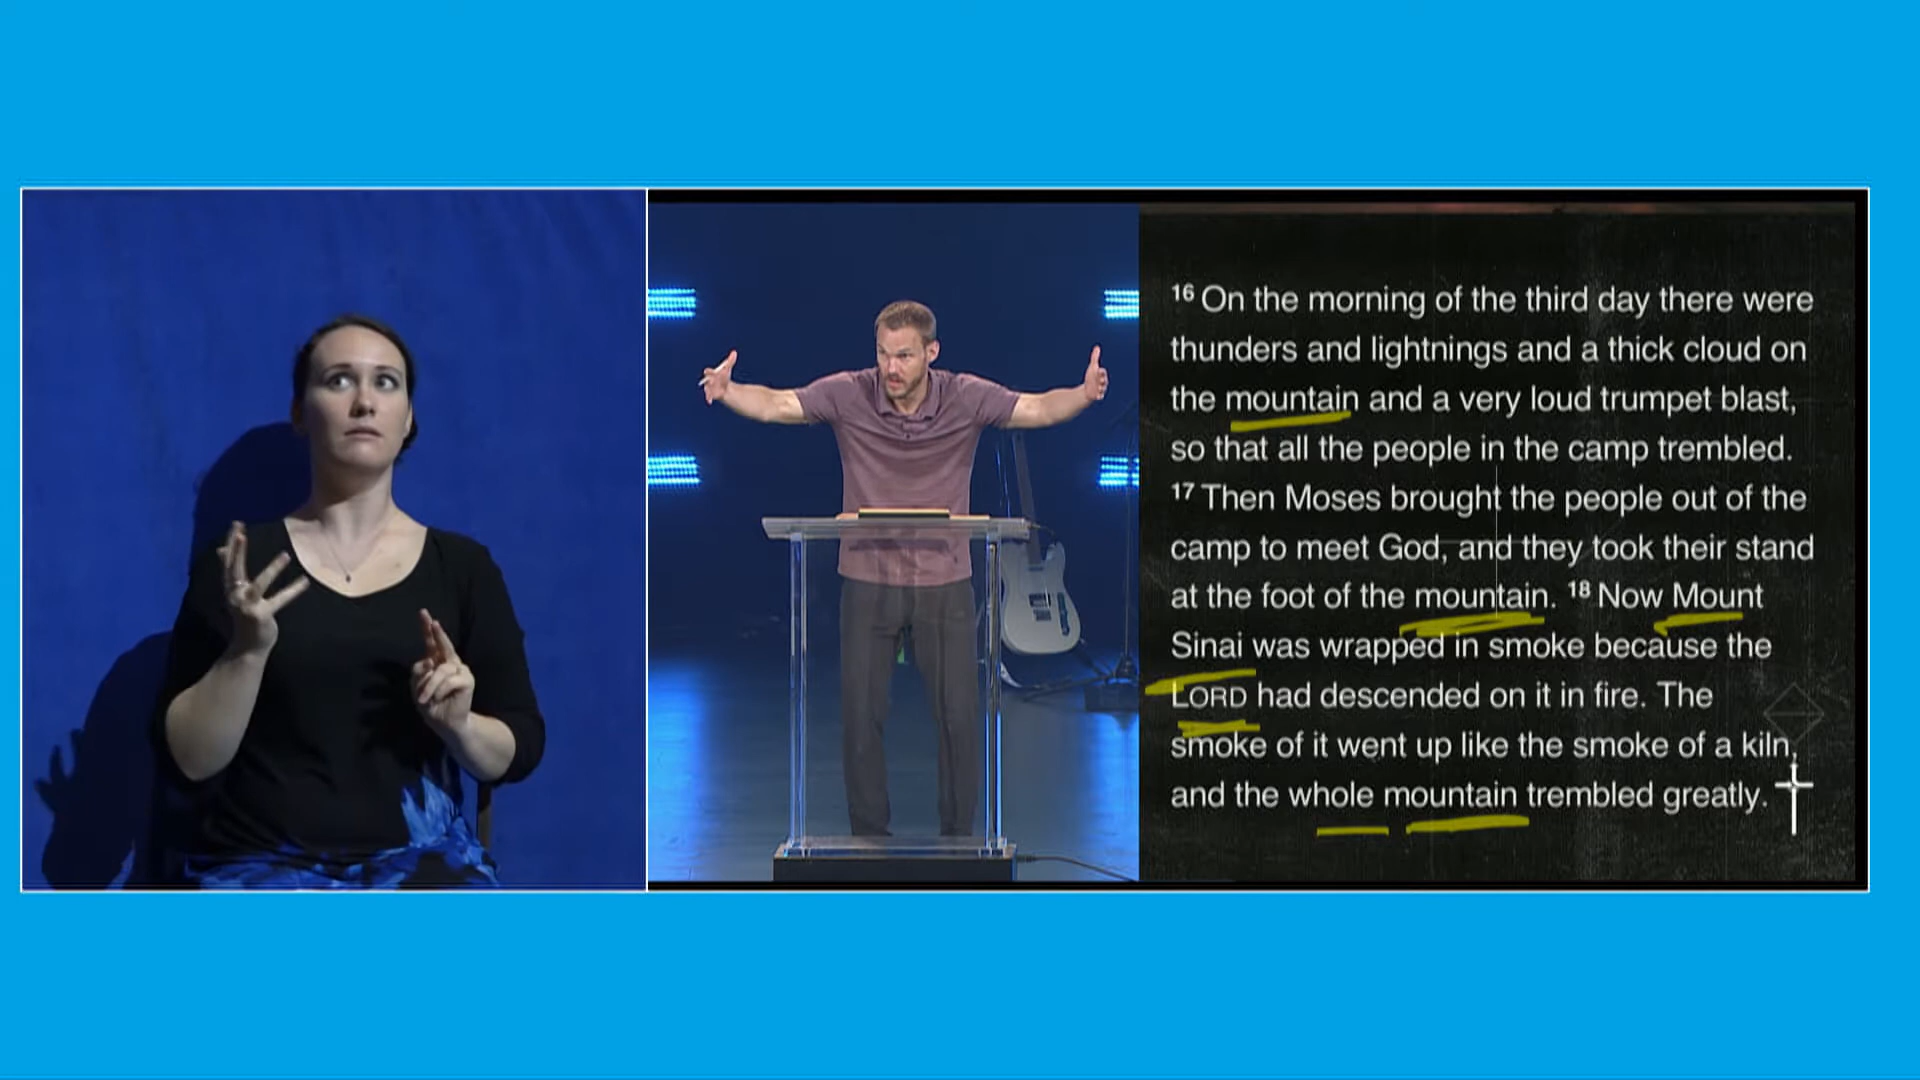 16 On the morning of the third day there were
thunders and lightnings and a thick cloud on
the mountain and a very loud trumpet blast,
so that all the people in the camp trembled.
17 Then Moses brought the people out of the
camp to meet God, and they took their stand
at the foot of the mountain. 18 Now Mount
Sinai was wrapped in smoke because the
LORD had descended on it in fire. The
smoke of it went up like the smoke of a kiln,
and the whole mountain trembled greatly.